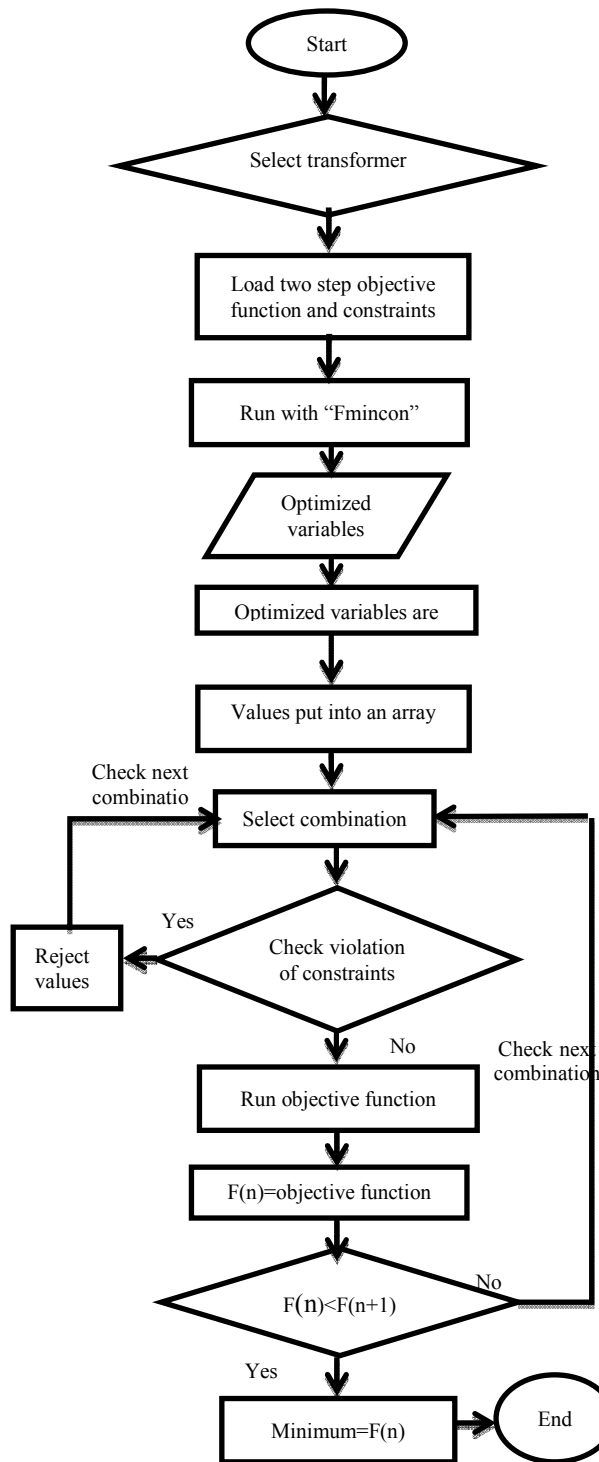 Start
Select transformer
Load two step objective
function and constraints
Run with “Fmincon”
Optimized
variables
Optimized variables are
Values put into an array
Check next
combinatio
Select combination
Yes
Reject
values
Check violation
of constraints
No
Check next
combination
Run objective function
F(n)=objective function
F(n)<F(n+1)
No
Yes
Minimum=F(n)
End